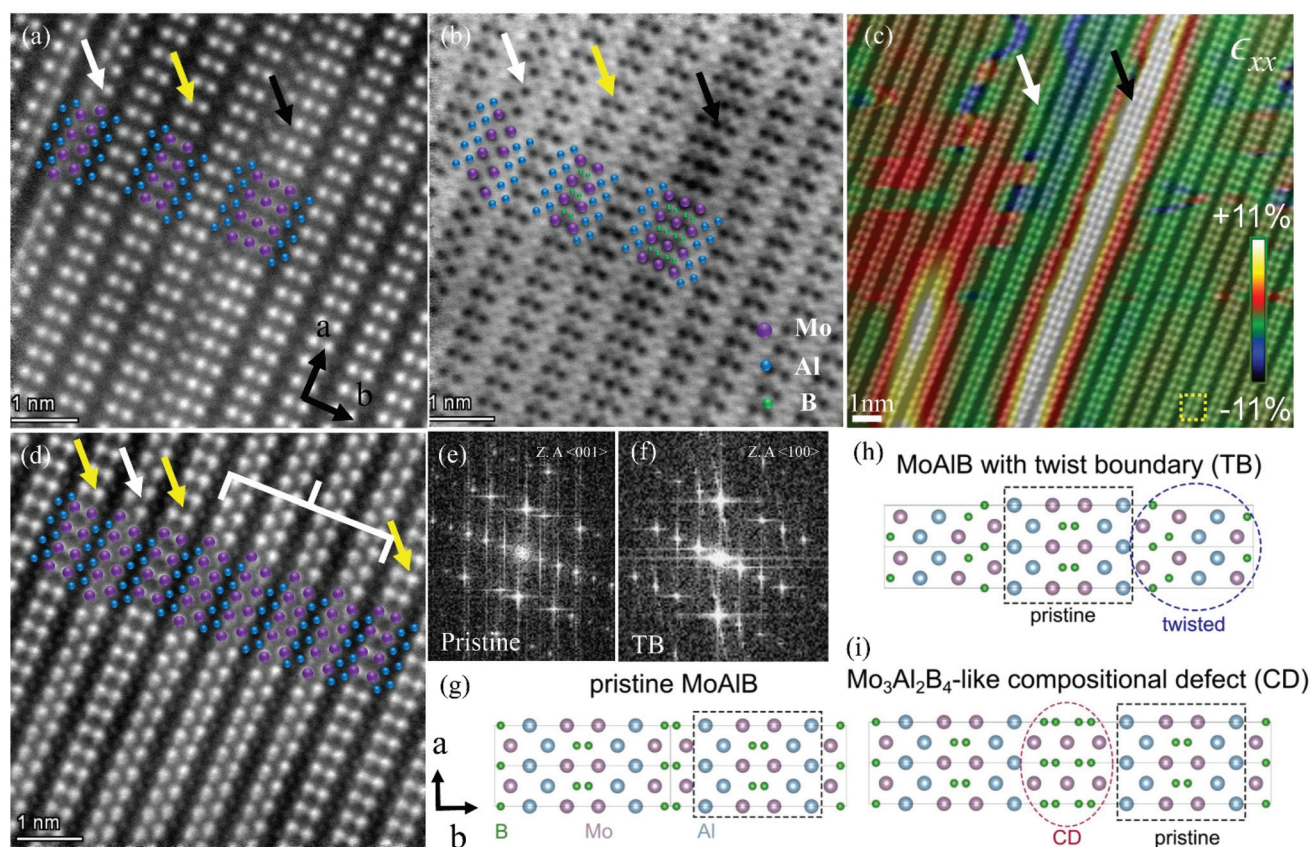 (a)
a
b
1 nm
(b)
Mo
Al
B
1 nm
(c)
ϵxx
+11%
-11%
1nm
(d)
1 nm
(e)
Z. A <001>
Pristine
(f)
Z. A <100>
TB
(g)
pristine MoAlB
a
b
B
Mo
Al
(h)
MoAlB with twist boundary (TB)
pristine
twisted
(i)
Mo₃Al₂B₄-like compositional defect (CD)
CD
pristine